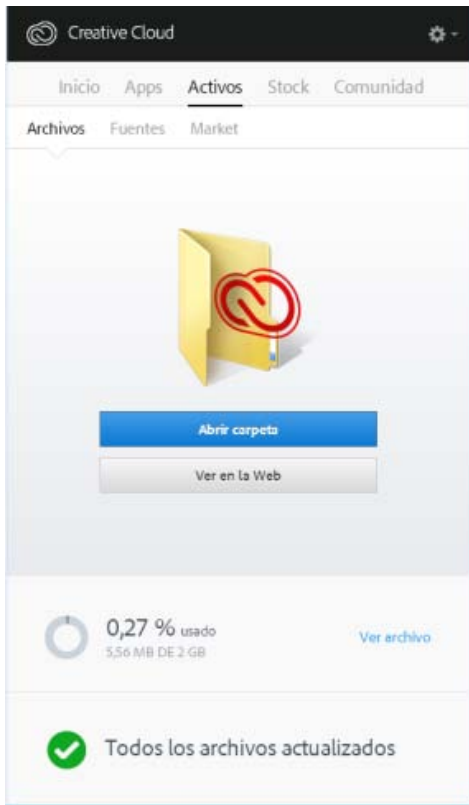 Creative Cloud
Inicio Apps Activos Stock Comunidad
Archivos Fuentes Market
Abrir carpeta
Ver en la Web
0,27 % usado
5,56 MB DE 2 GB
Ver archivo
Todos los archivos actualizados